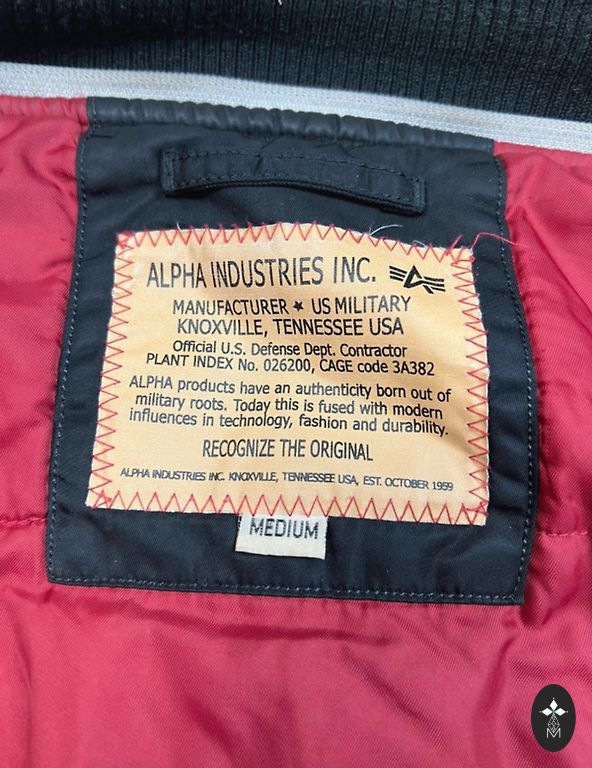 ALPHA INDUSTRIES INC.
MANUFACTURER ★ US MILITARY
KNOXVILLE, TENNESSEE USA
Official U.S. Defense Dept. Contractor
PLANT INDEX No. 026200, CAGE code 3A382
ALPHA products have an authenticity born out of
military roots. Today this is fused with modern
influences in technology, fashion and durability.
RECOGNIZE THE ORIGINAL
ALPHA INDUSTRIES INC. KNOXVILLE, TENNESSEE USA, EST. OCTOBER 1959
MEDIUM
M